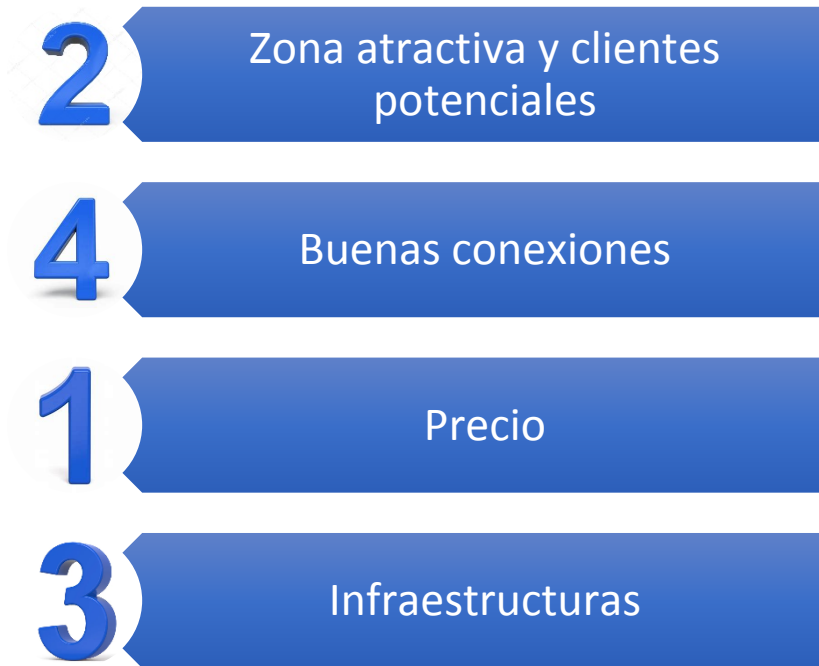 2
Zona atractiva y clientes
potenciales
4
Buenas conexiones
1
Precio
3
Infraestructuras